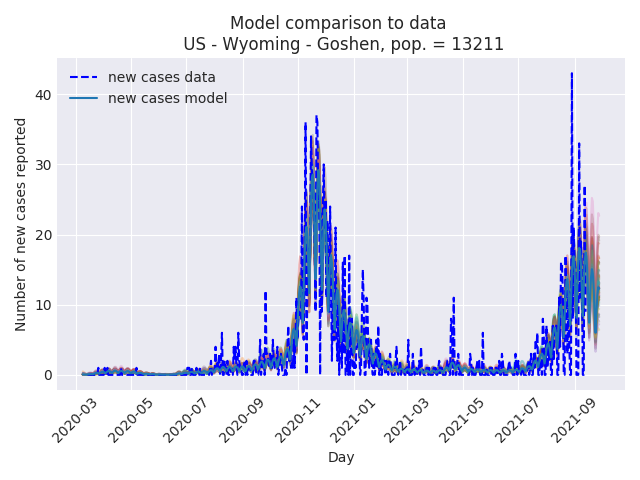 Model comparison to data
US - Wyoming - Goshen, pop. = 13211
new cases data
new cases model
Number of new cases reported
40
30
20
10
0
2020-03
2020-05
2020-07
2020-09
2020-11
2021-01
2021-03
2021-05
2021-07
2021-09
Day